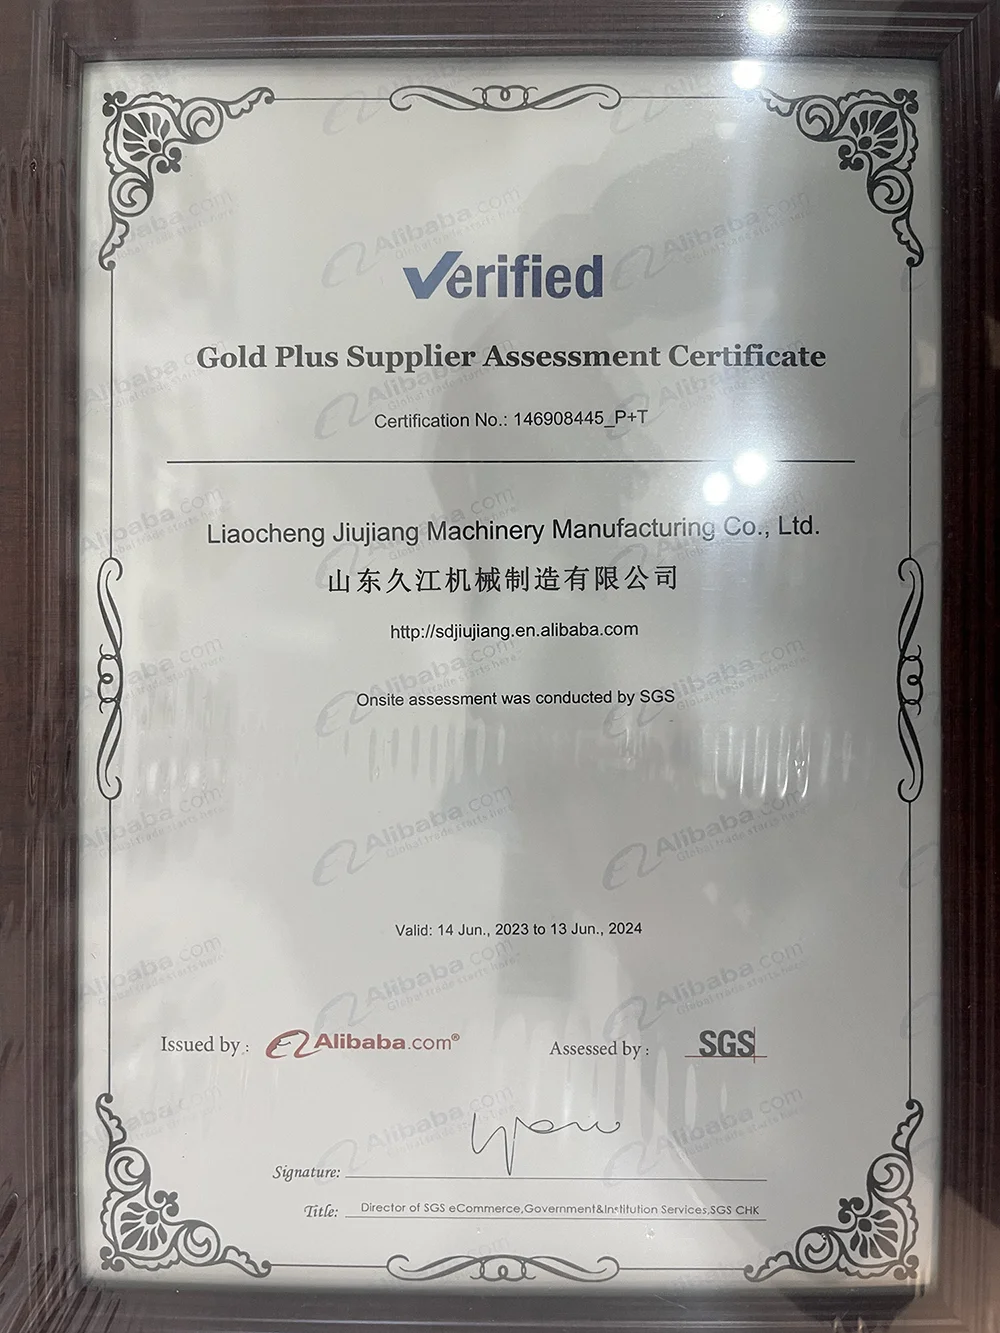 Verified
Gold Plus Supplier Assessment Certificate
Certification No.: 146908445_P+T
Liaocheng Jiujiang Machinery Manufacturing Co., Ltd.
山东久江机械制造有限公司
http://sdjiujiang.en.alibaba.com
Onsite assessment was conducted by SGS
Valid: 14 Jun., 2023 to 13 Jun., 2024
Issued by : Alibaba.com®
Assessed by : SGS
Signature:
Title: Director of SGS eCommerce,Government&Institution Services,SGS CHK